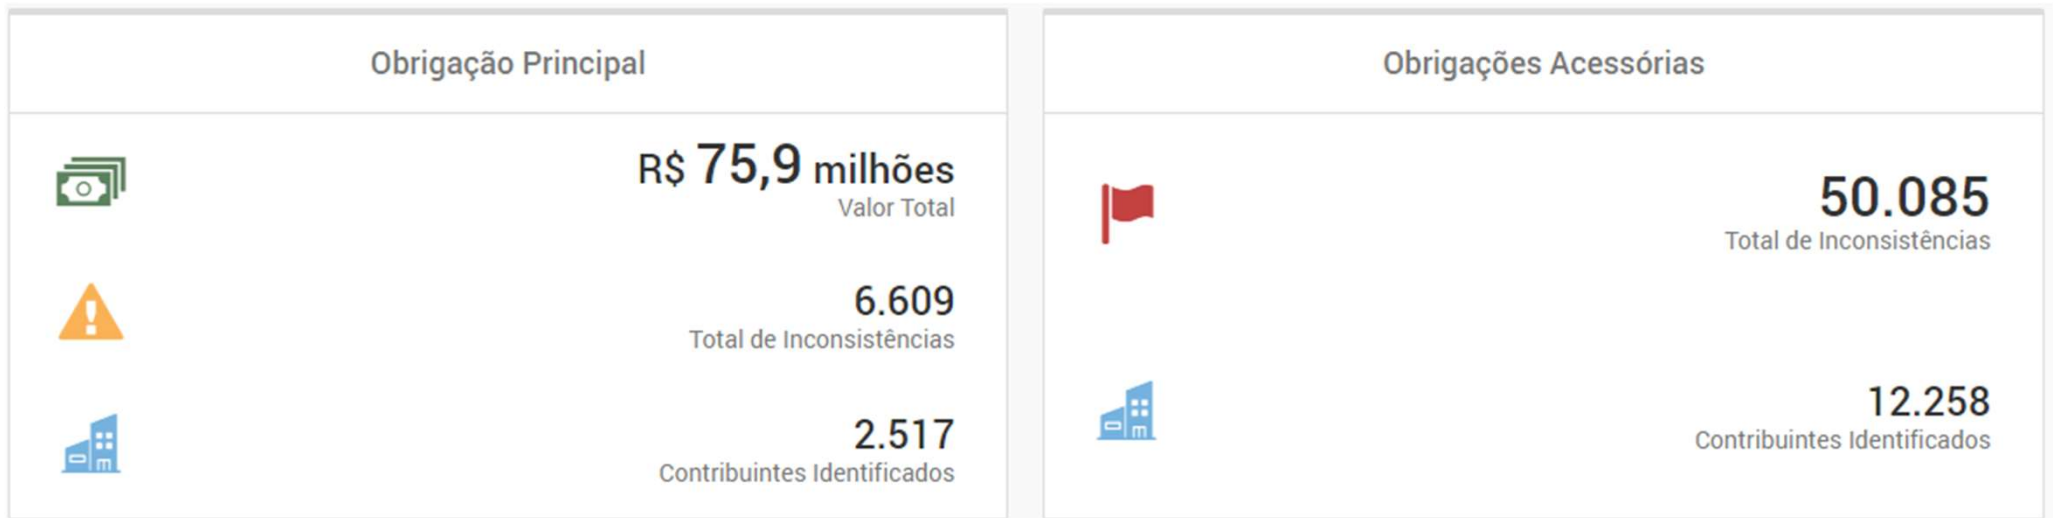 Obrigação Principal
R$ 75,9 milhões
Valor Total
6.609
Total de Inconsistências
2.517
Contribuintes Identificados
Obrigações Acessórias
50.085
Total de Inconsistências
12.258
Contribuintes Identificados